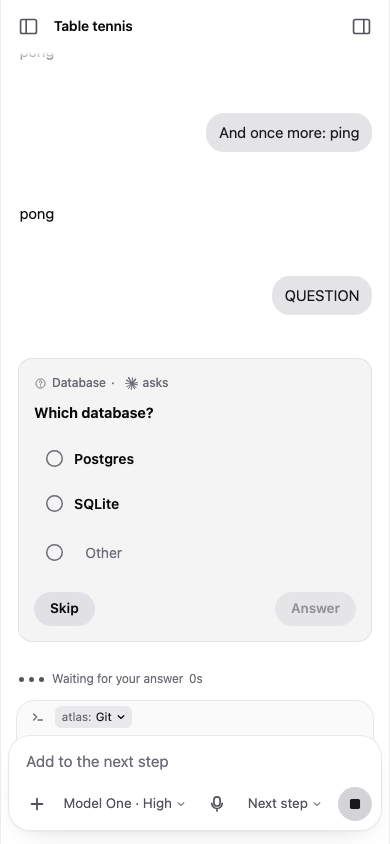 Table tennis
pong
And once more: ping
pong
QUESTION
Database · asks
Which database?
Postgres
SQLite
Other
Skip
Answer
Waiting for your answer 0s
atlas: Git
Add to the next step
Model One · High
Next step